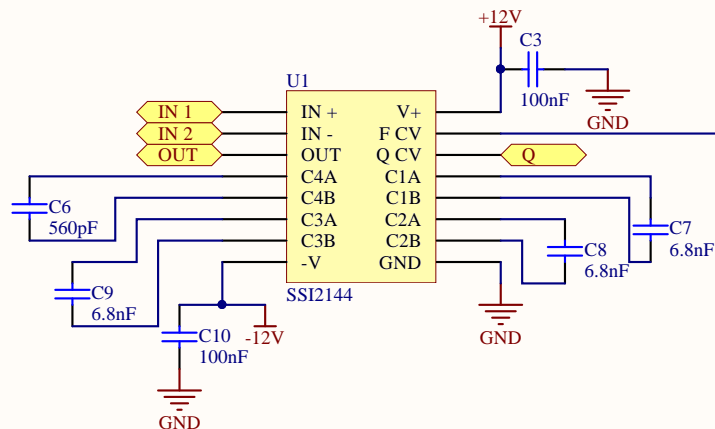 +12V
C3
100nF
GND
U1
IN 1
IN 2
OUT
IN +
IN -
OUT
C4A
C4B
C3A
C3B
-V
V+
F CV
Q CV
C1A
C1B
C2A
C2B
GND
Q
SSI2144
C6
560pF
C7
6.8nF
C8
6.8nF
C9
6.8nF
C10
100nF
-12V
GND
GND